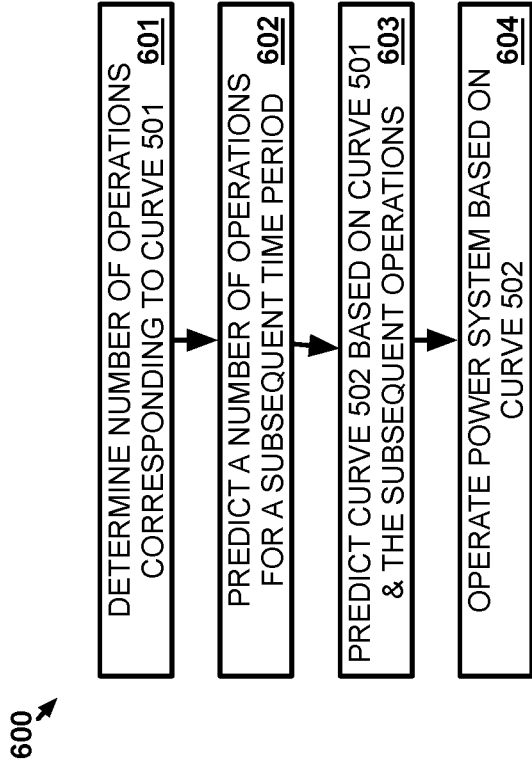 600
DETERMINE NUMBER OF OPERATIONS
CORRESPONDING TO CURVE 501
601
PREDICT A NUMBER OF OPERATIONS
FOR A SUBSEQUENT TIME PERIOD
602
PREDICT CURVE 502 BASED ON CURVE 501
& THE SUBSEQUENT OPERATIONS
603
OPERATE POWER SYSTEM BASED ON
CURVE 502
604